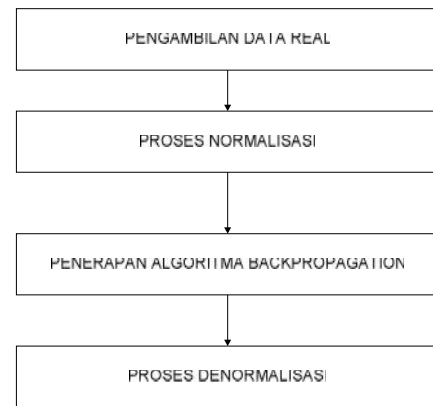 PENGAMBILAN DATA REAL
PROSES NORMALISASI
PENERAPAN ALGORITMA BACKPROPAGATION
PROSES DENORMALISASI